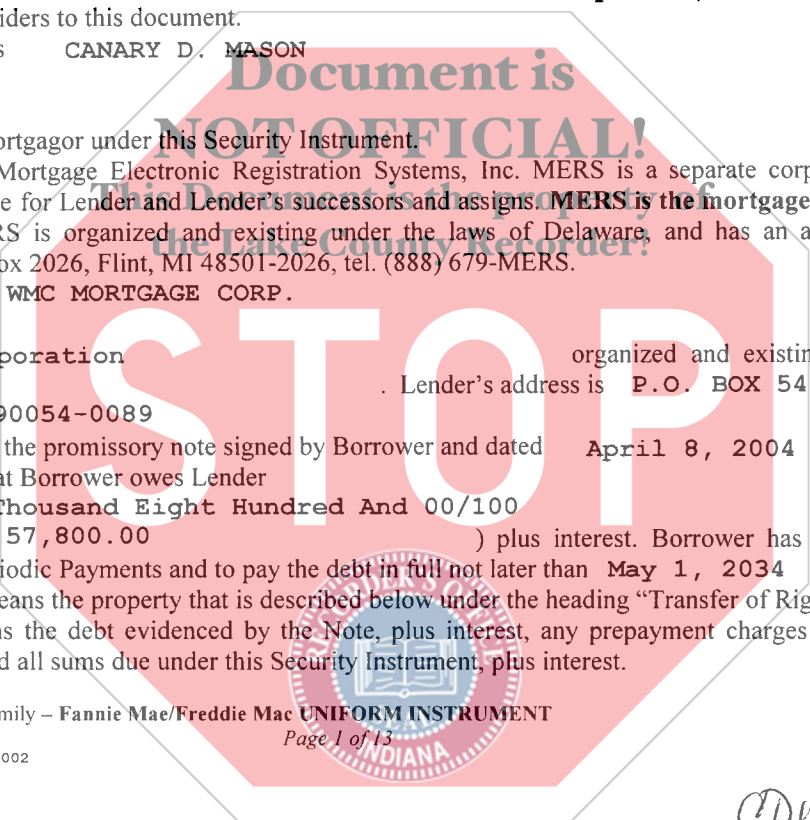 iders to this document.
s CANARY D. MASON
Document is
NOT OFFICIAL!
ortgagor under this Security Instrument.
Mortgage Electronic Registration Systems, Inc. MERS is a separate corp
This Document is the property of
e for Lender and Lender's successors and assigns. MERS is the mortgage
RS is organized and existing under the laws of Delaware, and has an a
the Lake County Recorder!
ox 2026, Flint, MI 48501-2026, tel. (888) 679-MERS.
WMC MORTGAGE CORP.
STOP
poration organized and existin
. Lender's address is P.O. BOX 54
90054-0089
the promissory note signed by Borrower and dated April 8, 2004
at Borrower owes Lender
Thousand Eight Hundred And 00/100
57,800.00 ) plus interest. Borrower has
iodic Payments and to pay the debt in full not later than May 1, 2034
eans the property that is described below under the heading “Transfer of Rig
ns the debt evidenced by the Note, plus interest, any prepayment charges
d all sums due under this Security Instrument, plus interest.
RECORDER'S OFFICE
SEAL
INDIANA
mily – Fannie Mae/Freddie Mac UNIFORM INSTRUMENT
Page 1 of 13
002